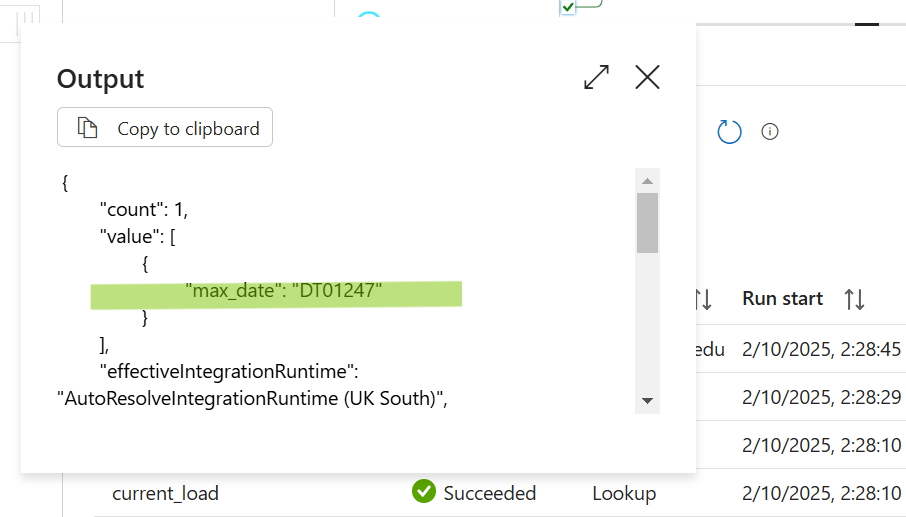 Output
Copy to clipboard
{
"count": 1,
"value": [
{
"max_date": "DT01247"
}
],
"effectiveIntegrationRuntime":
"AutoResolveIntegrationRuntime (UK South)",
Run start
edu 2/10/2025, 2:28:45
2/10/2025, 2:28:29
2/10/2025, 2:28:10
current_load Succeeded Lookup 2/10/2025, 2:28:10